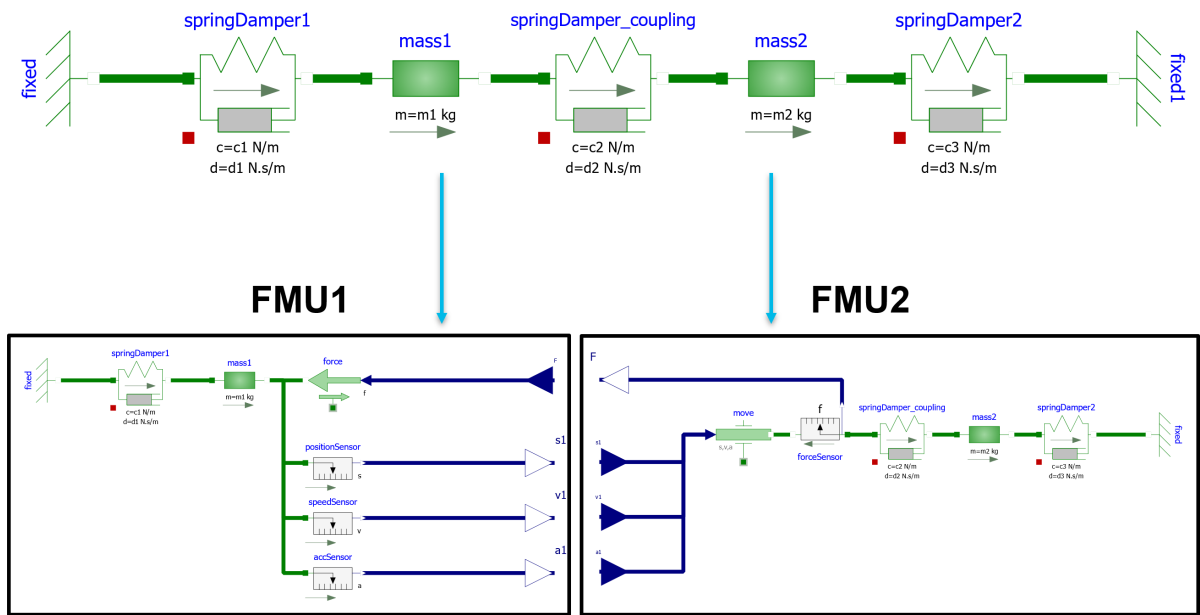 springDamper1
springDamper_coupling
springDamper2
mass1
mass2
fixed
fixed1
m=m1 kg
m=m2 kg
c=c1 N/m
d=d1 N.s/m
c=c2 N/m
d=d2 N.s/m
c=c3 N/m
d=d3 N.s/m
FMU1
FMU2
springDamper1
mass1
force
F
fixed
f
m=m1 kg
c=c1 N/m
d=d1 N.s/m
positionSensor
s1
s
speedSensor
v1
v
accSensor
a1
a
F
move
f
springDamper_coupling
mass2
springDamper2
fixed
s1
s,v,a
forceSensor
m=m2 kg
c=c2 N/m
d=d2 N.s/m
c=c3 N/m
d=d3 N.s/m
v1
a1